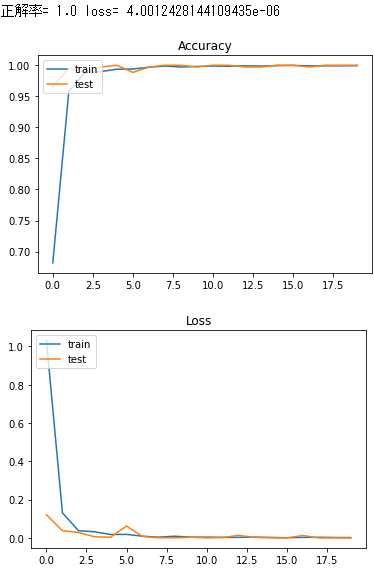 正解率= 1.0 loss= 4.0012428144109435e-06
Accuracy
1.00
0.95
0.90
0.85
0.80
0.75
0.70
train
test
0.0 2.5 5.0 7.5 10.0 12.5 15.0 17.5
Loss
1.0
0.8
0.6
0.4
0.2
0.0
train
test
0.0 2.5 5.0 7.5 10.0 12.5 15.0 17.5